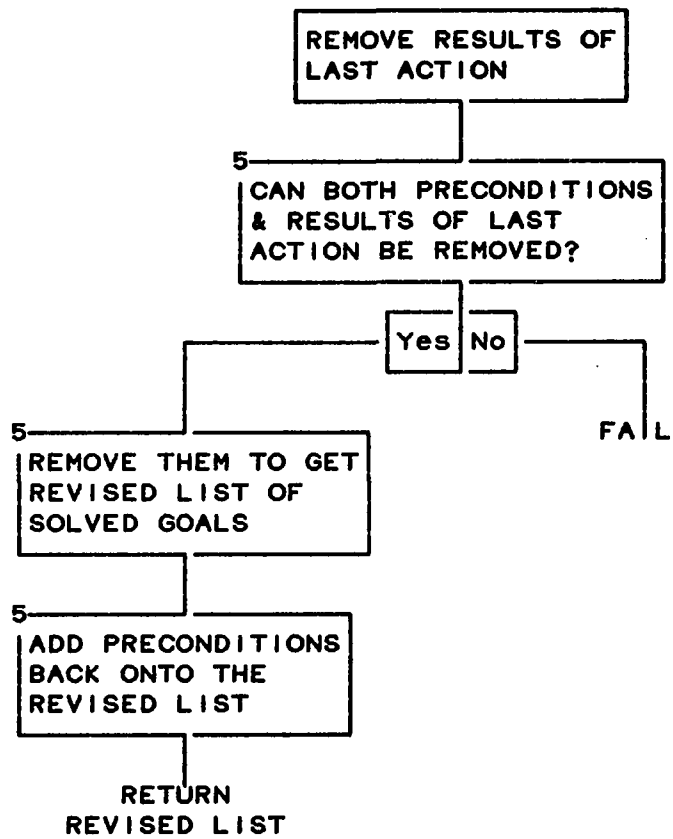 REMOVE RESULTS OF
LAST ACTION
5
CAN BOTH PRECONDITIONS
& RESULTS OF LAST
ACTION BE REMOVED?
Yes No
FAIL
5
REMOVE THEM TO GET
REVISED LIST OF
SOLVED GOALS
5
ADD PRECONDITIONS
BACK ONTO THE
REVISED LIST
RETURN
REVISED LIST